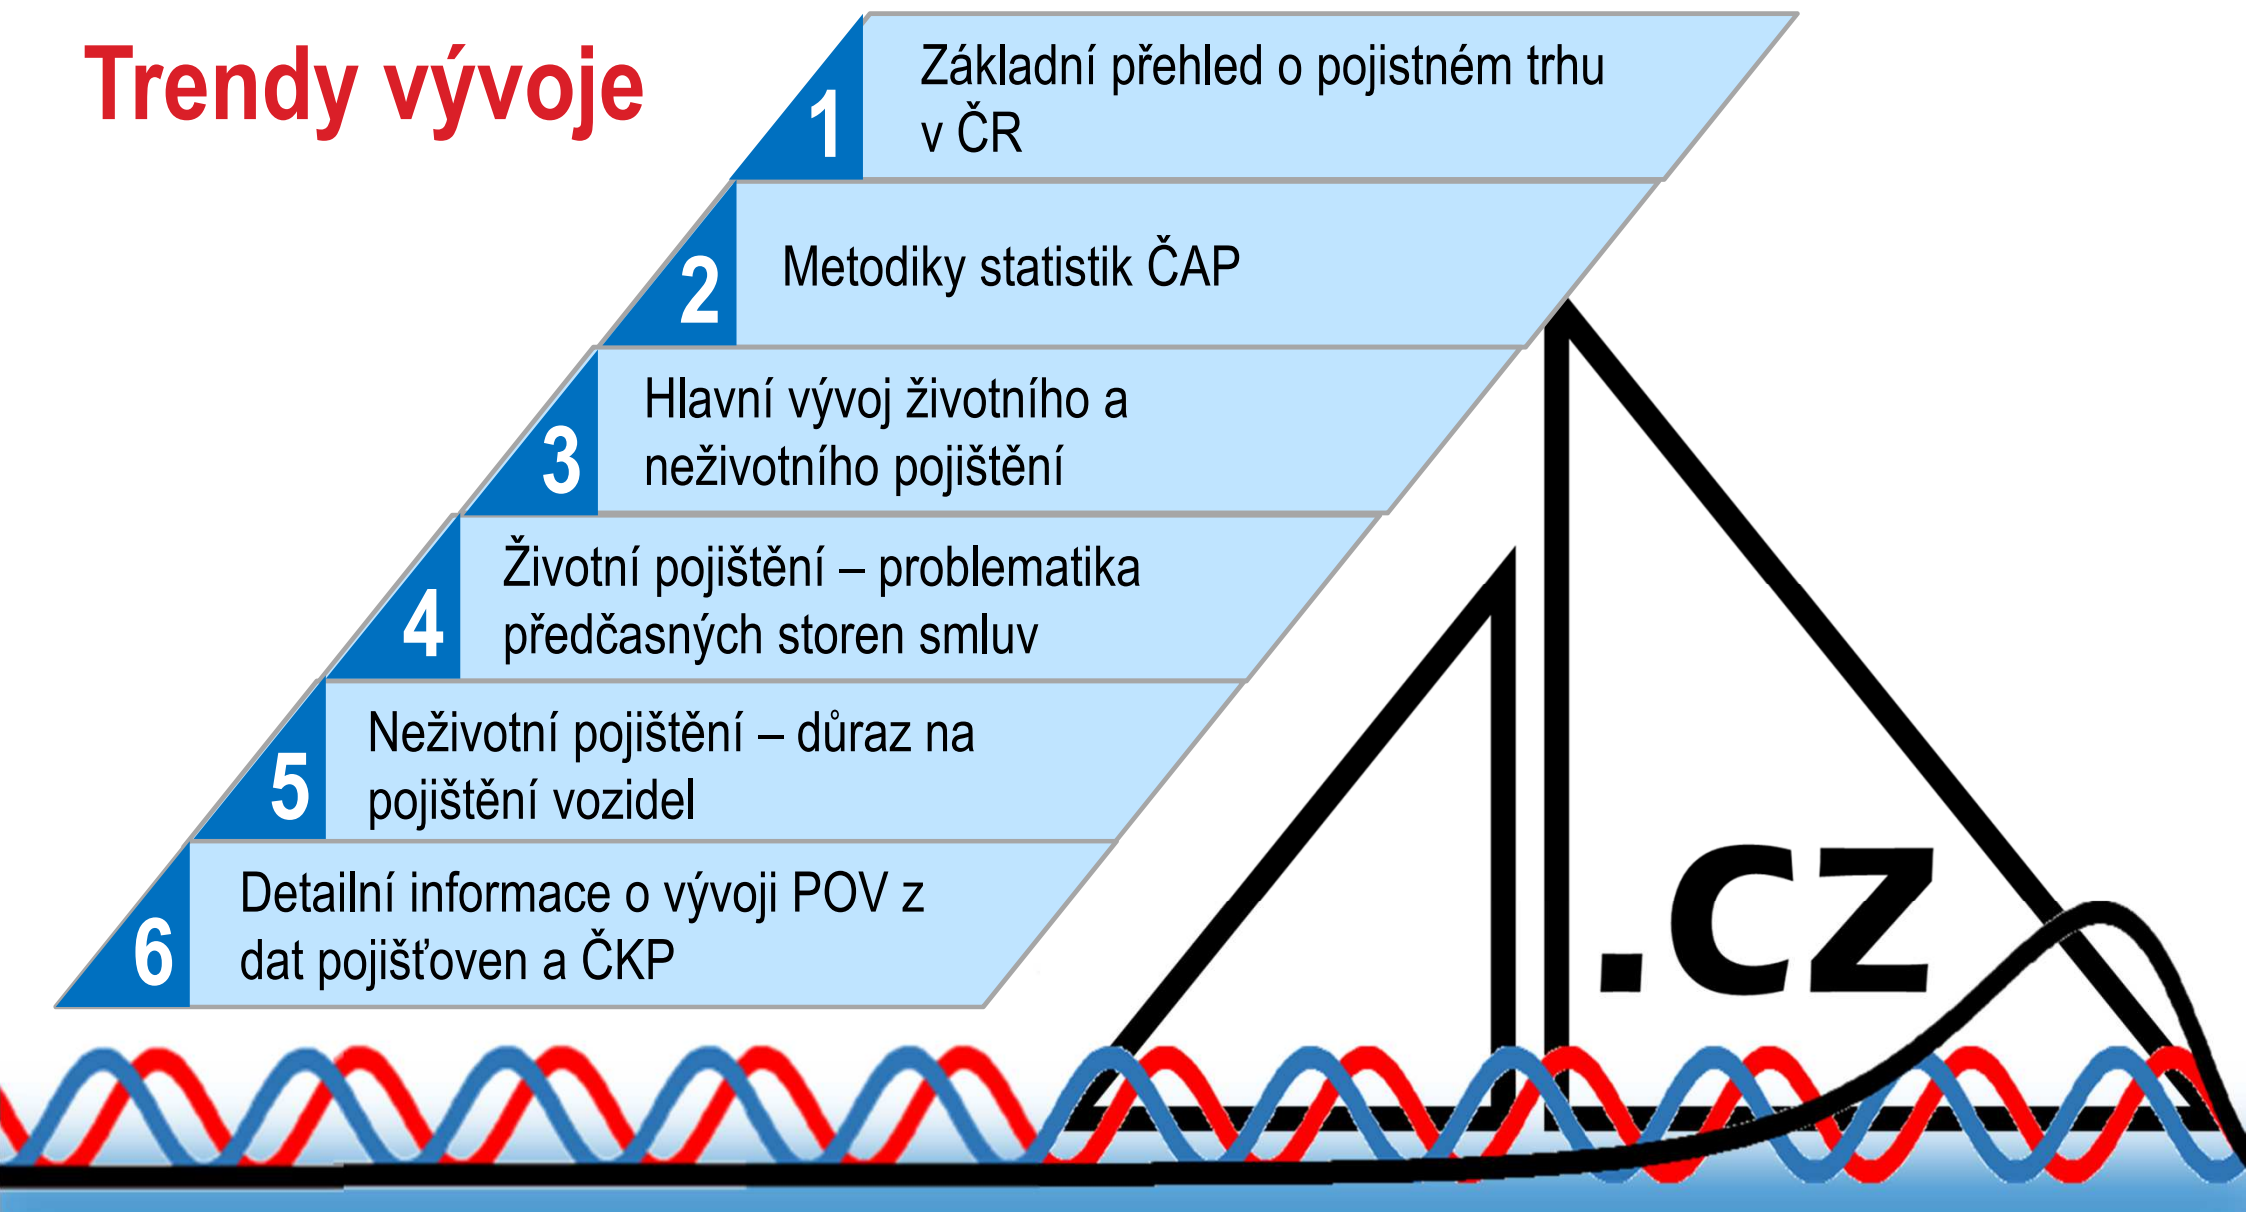 Trendy vývoje
1
Základní přehled o pojistném trhu
v ČR
2
Metodiky statistik ČAP
3
Hlavní vývoj životního a
neživotního pojištění
4
Životní pojištění – problematika
předčasných storen smluv
5
Neživotní pojištění – důraz na
pojištění vozidel
6
Detailní informace o vývoji POV z
dat pojišťoven a ČKP
.cz